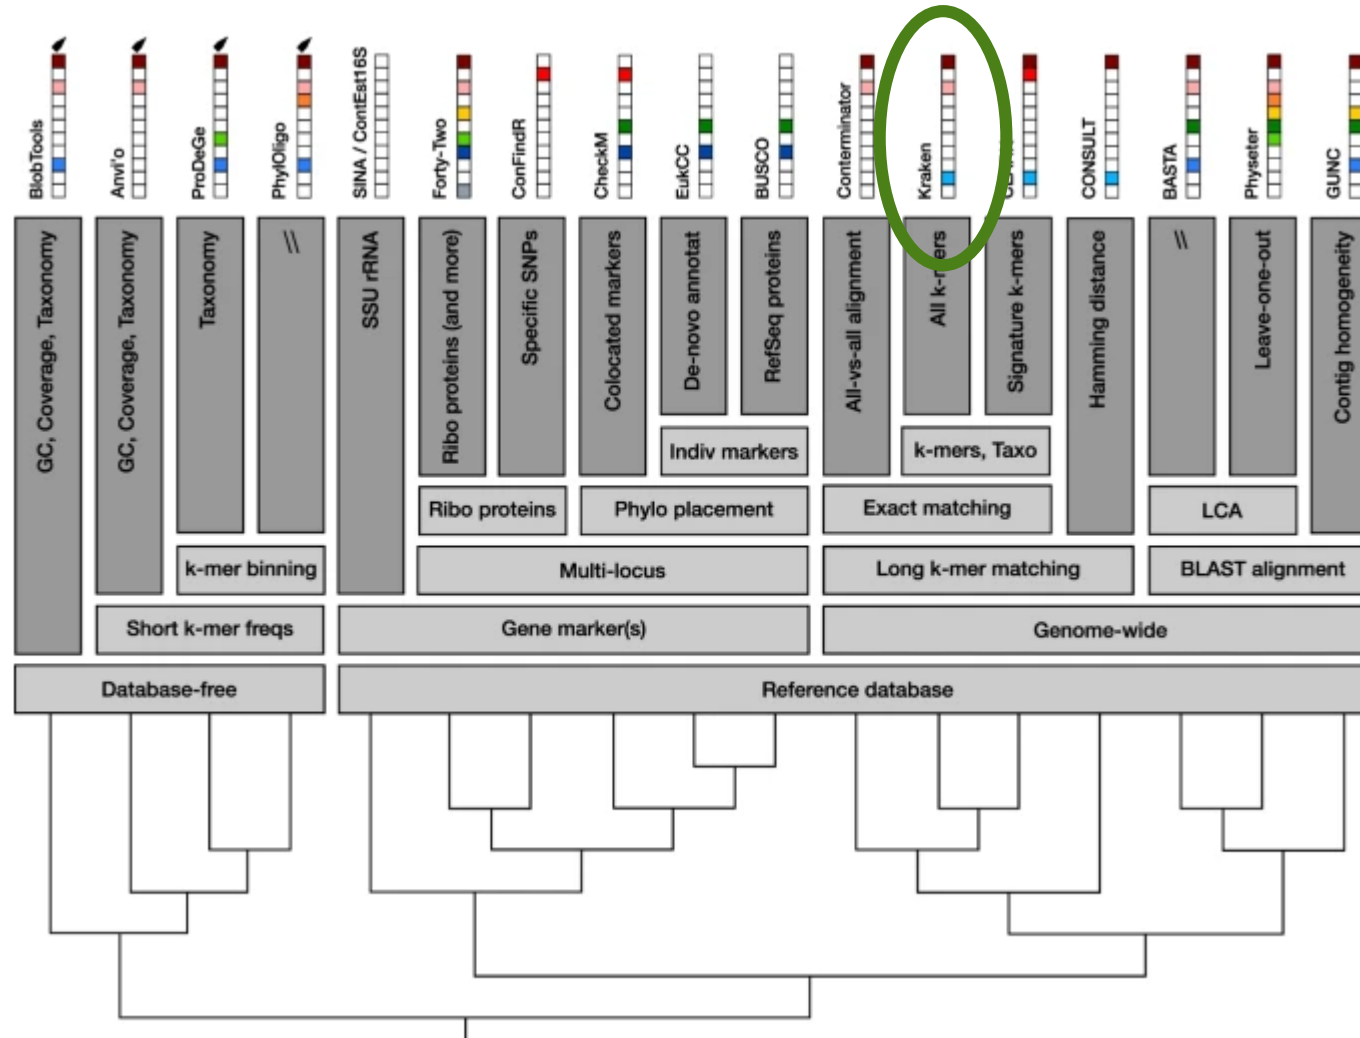 BlobTools
Anvi'o
ProDeGe
PhylOligo
SINA / ContEst16S
Forty-Two
ConFindR
CheckM
EukCC
BUSCO
Conterminator
Kraken
CONSULT
BASTA
Physeter
GUNC
GC, Coverage, Taxonomy
GC, Coverage, Taxonomy
Taxonomy
\\
SSU rRNA
Ribo proteins (and more)
Specific SNPs
Colocated markers
De-novo annotat
RefSeq proteins
All-vs-all alignment
All k-mers
Signature k-mers
Hamming distance
\\
Leave-one-out
Contig homogeneity
Indiv markers
k-mers, Taxo
Ribo proteins
Phylo placement
Exact matching
LCA
k-mer binning
Multi-locus
Long k-mer matching
BLAST alignment
Short k-mer freqs
Gene marker(s)
Genome-wide
Database-free
Reference database